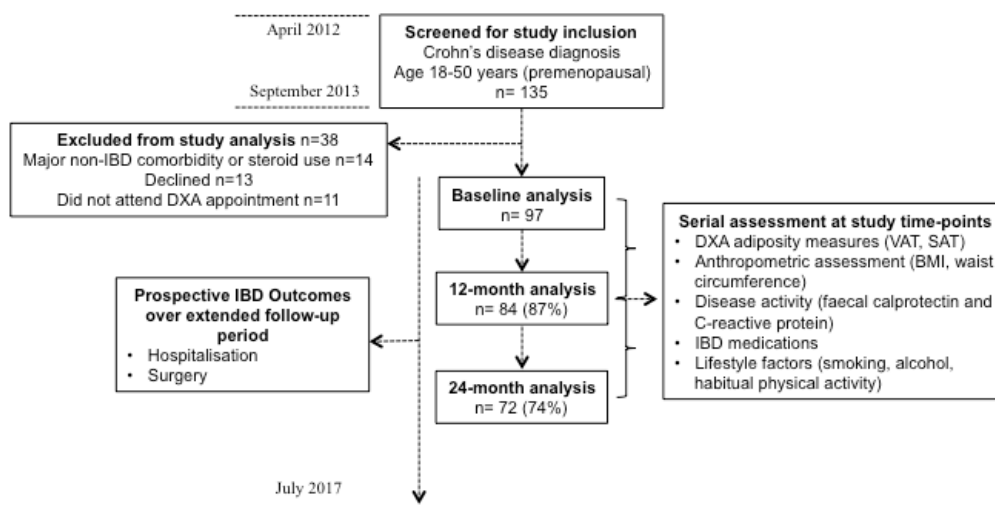 April 2012
September 2013
Screened for study inclusion
Crohn's disease diagnosis
Age 18-50 years (premenopausal)
n= 135
Excluded from study analysis n=38
Major non-IBD comorbidity or steroid use n=14
Declined n=13
Did not attend DXA appointment n=11
Baseline analysis
n= 97
12-month analysis
n= 84 (87%)
24-month analysis
n= 72 (74%)
Serial assessment at study time-points
• DXA adiposity measures (VAT, SAT)
• Anthropometric assessment (BMI, waist
circumference)
• Disease activity (faecal calprotectin and
C-reactive protein)
• IBD medications
• Lifestyle factors (smoking, alcohol,
habitual physical activity)
Prospective IBD Outcomes
over extended follow-up
period
• Hospitalisation
• Surgery
July 2017